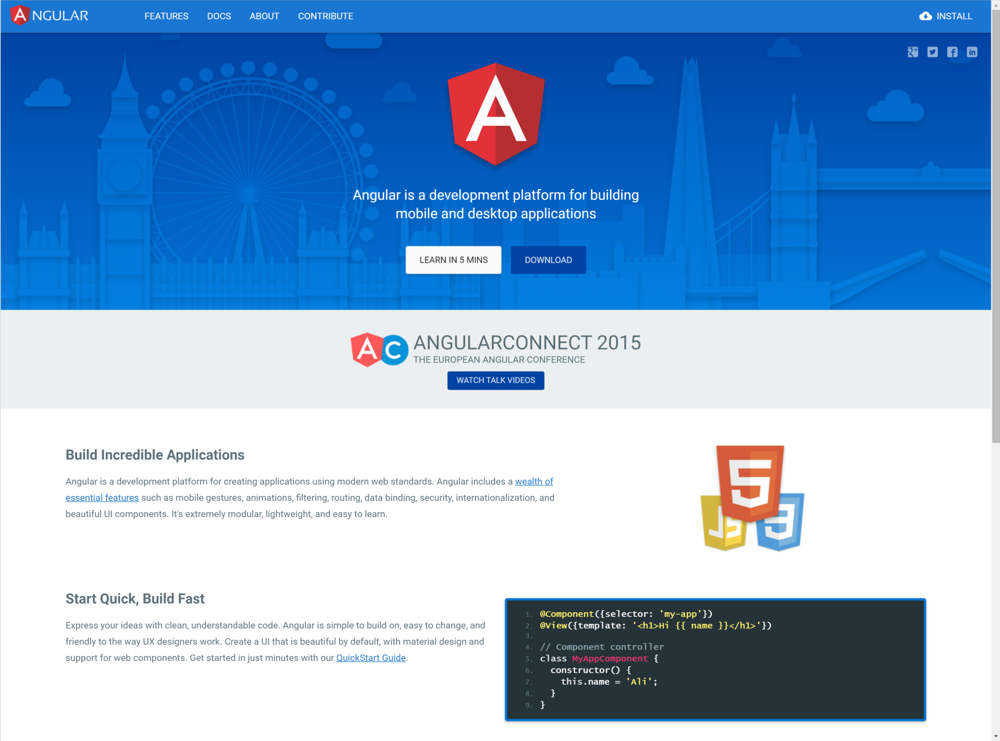 ANGULAR
FEATURES DOCS ABOUT CONTRIBUTE
INSTALL
Angular is a development platform for building
mobile and desktop applications
LEARN IN 5 MINS DOWNLOAD
AC
ANGULARCONNECT 2015
THE EUROPEAN ANGULAR CONFERENCE
WATCH TALK VIDEOS
Build Incredible Applications
Angular is a development platform for creating applications using modern web standards. Angular includes a wealth of
essential features such as mobile gestures, animations, filtering, routing, data binding, security, internationalization, and
beautiful UI components. It's extremely modular, lightweight, and easy to learn.
5
JS 3
Start Quick, Build Fast
Express your ideas with clean, understandable code. Angular is simple to build on, easy to change, and
friendly to the way UX designers work. Create a UI that is beautiful by default, with material design and
support for web components. Get started in just minutes with our QuickStart Guide.
1. @Component({selector: 'my-app'})
2. @View({template: '<h1>Hi {{ name }}</h1>'})
3.
4. // Component controller
5. class MyAppComponent {
6. constructor() {
7. this.name = 'Ali';
8. }
9. }